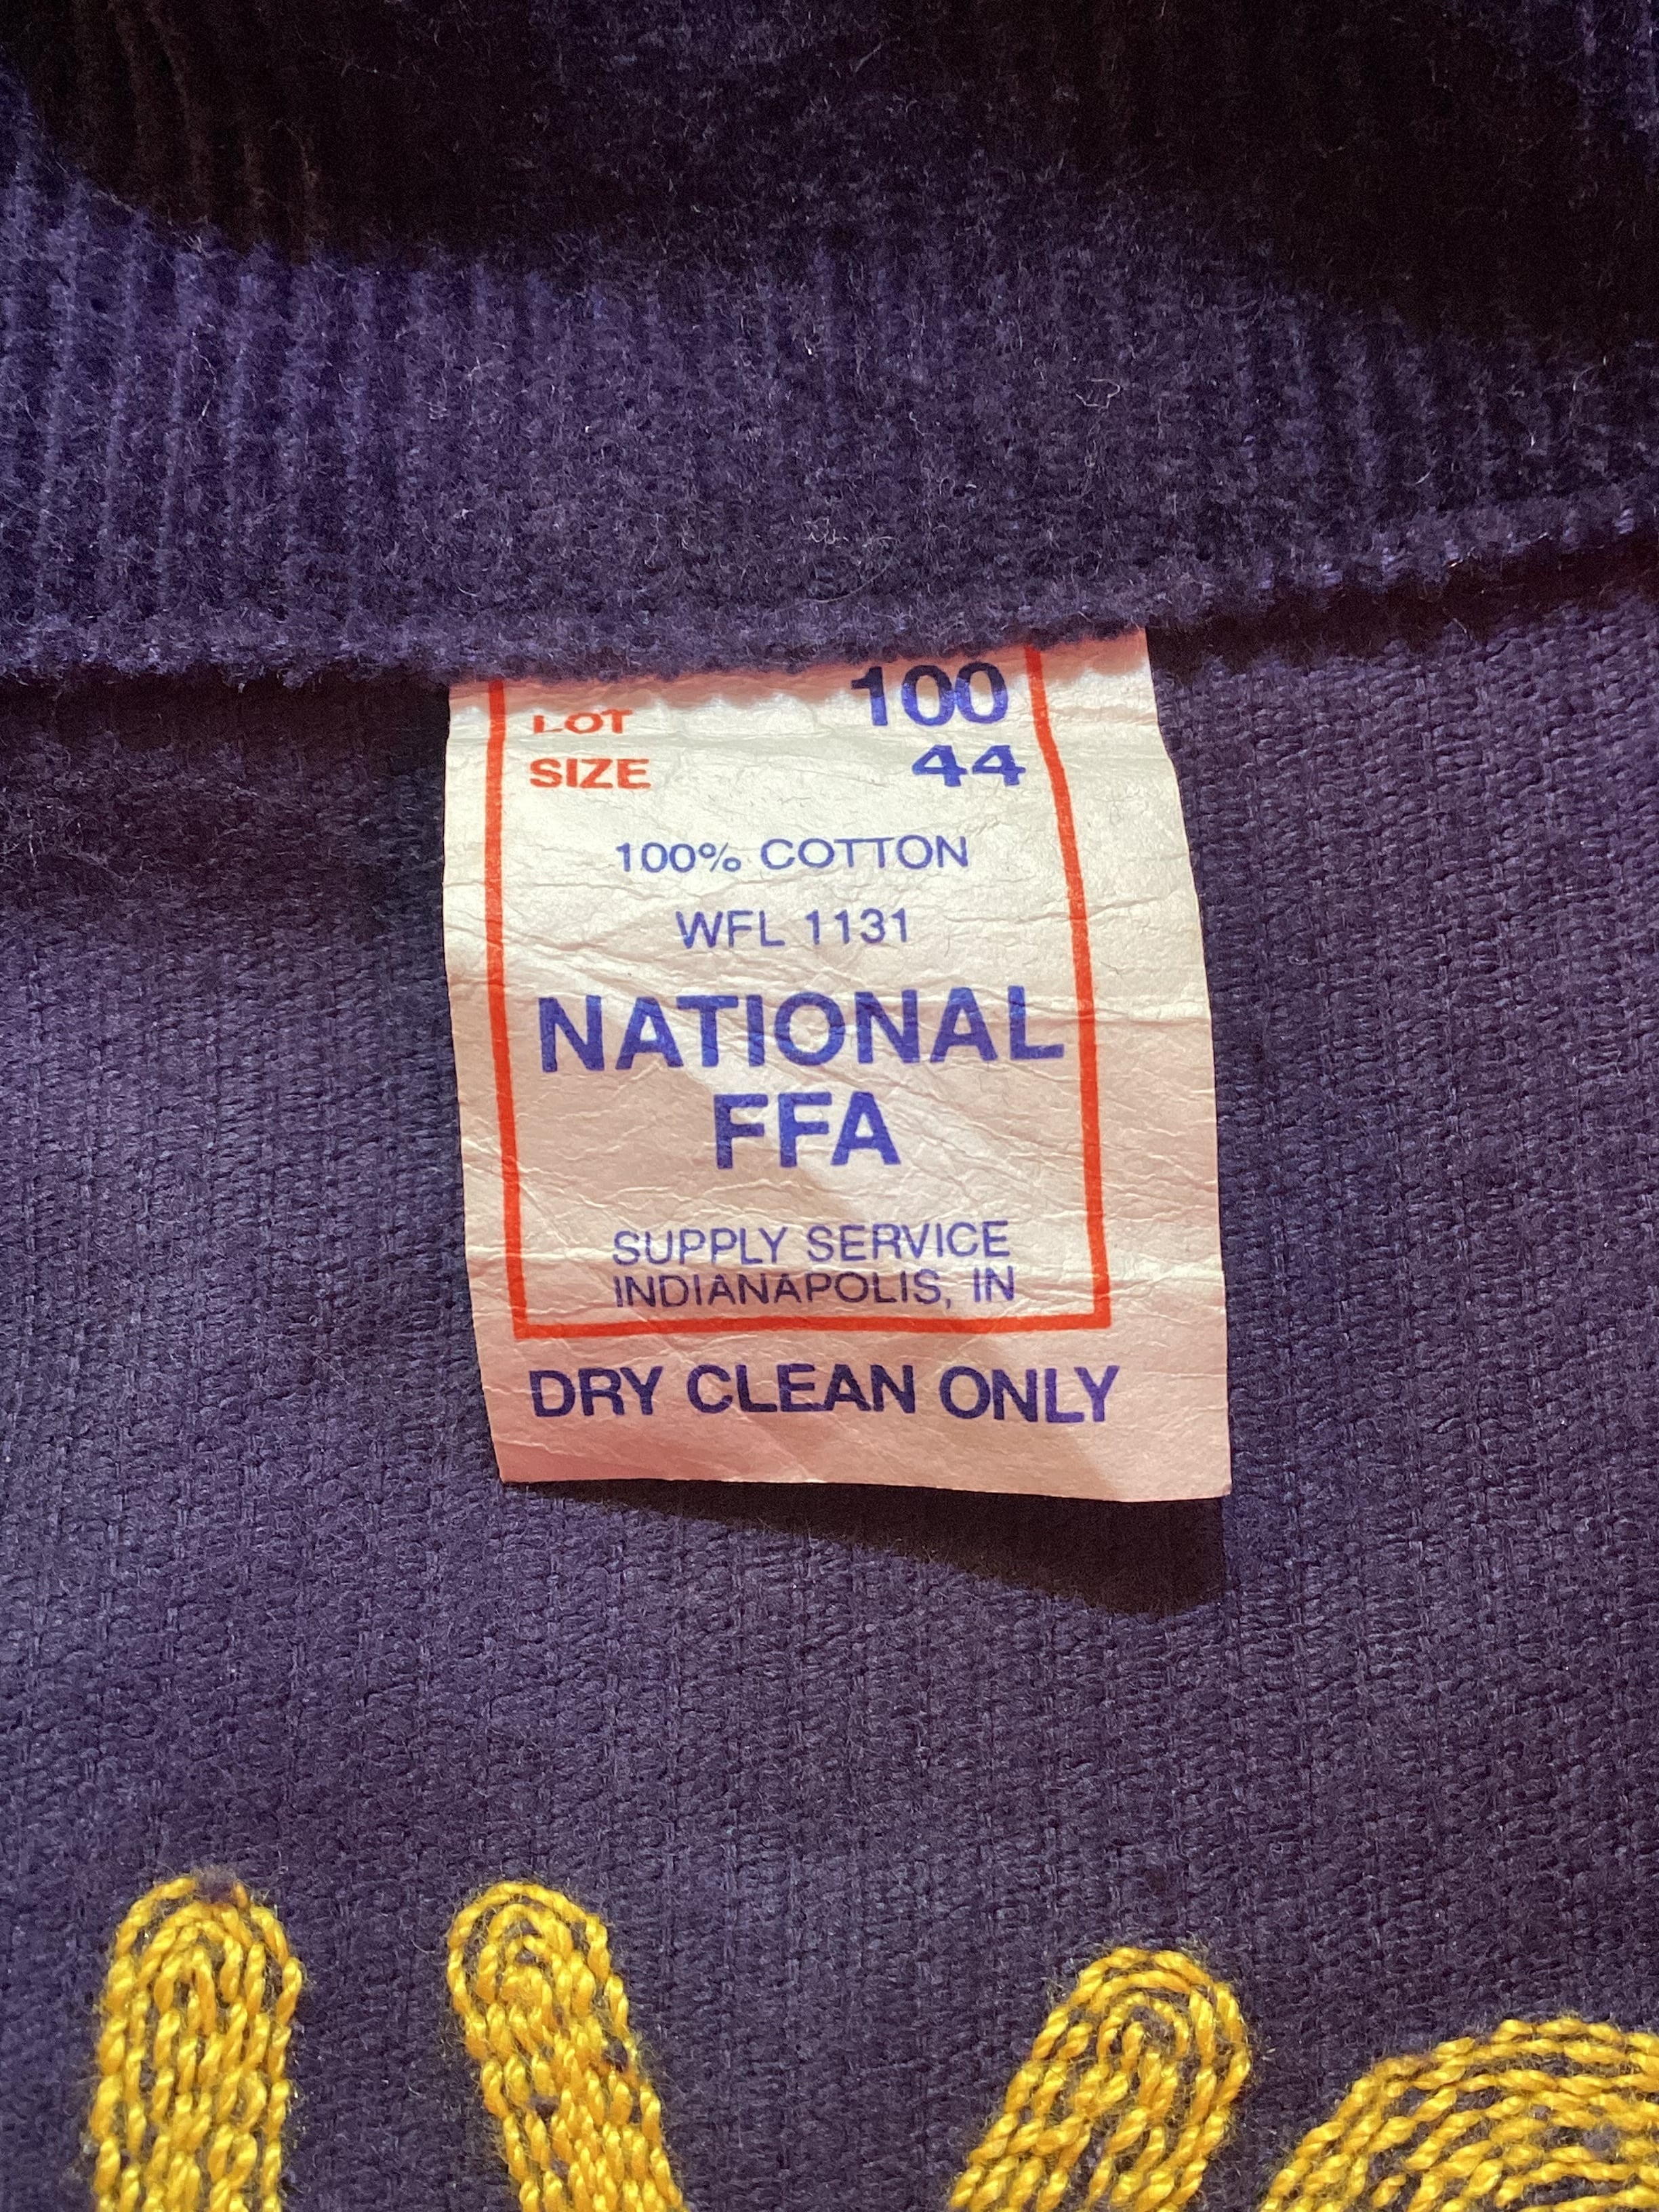 LOT 100
SIZE 44
100% COTTON
WFL 1131
NATIONAL
FFA
SUPPLY SERVICE
INDIANAPOLIS, IN
DRY CLEAN ONLY